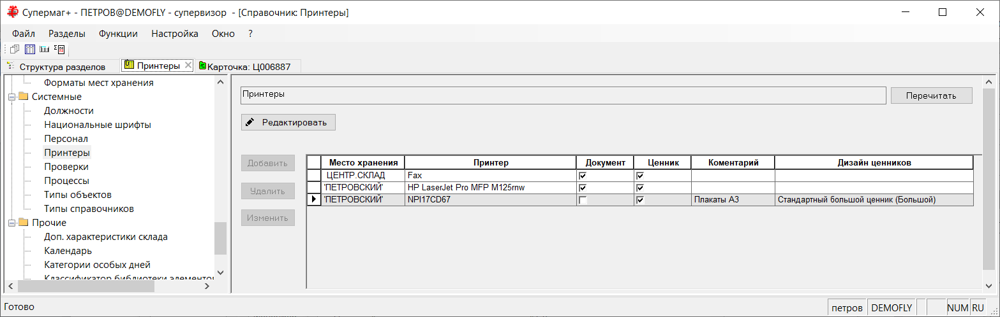 Супермаг+ - ПЕТРОВ@DEMOFLY - супервизор - [Справочник: Принтеры]
Файл Разделы Функции Настройка Окно ?
Структура разделов Принтеры Карточка: Ц006887
Форматы мест хранения
Системные
Должности
Национальные шрифты
Персонал
Принтеры
Проверки
Процессы
Типы объектов
Типы справочников
Прочие
Доп. характеристики склада
Календарь
Категории особых дней
Классификатор библиотеки элементов
Принтеры Перечитать
Редактировать
Добавить
Удалить
Изменить
Место хранения Принтер Документ Ценник Коментарий Дизайн ценников
ЦЕНТР.СКЛАД Fax
'ПЕТРОВСКИЙ' HP LaserJet Pro MFP M125rnw
'ПЕТРОВСКИЙ' NPI17CD67 Плакаты А3 Стандартный большой ценник (Большой)
Готово петров DEMOFLY NUM RU